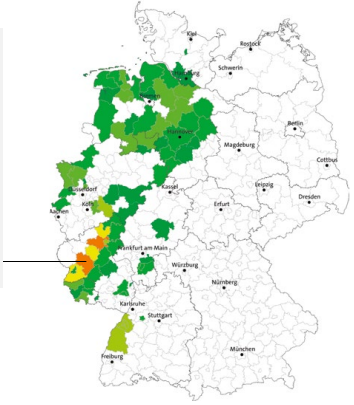 Kiel
Rostock
Hamburg
Schwerin
Bremen
Berlin
Hannover
Magdeburg
Cottbus
Düsseldorf
Kassel
Leipzig
Köln
Dresden
Aachen
Erfurt
Frankfurt am Main
Würzburg
Nürnberg
Karlsruhe
Stuttgart
Freiburg
München